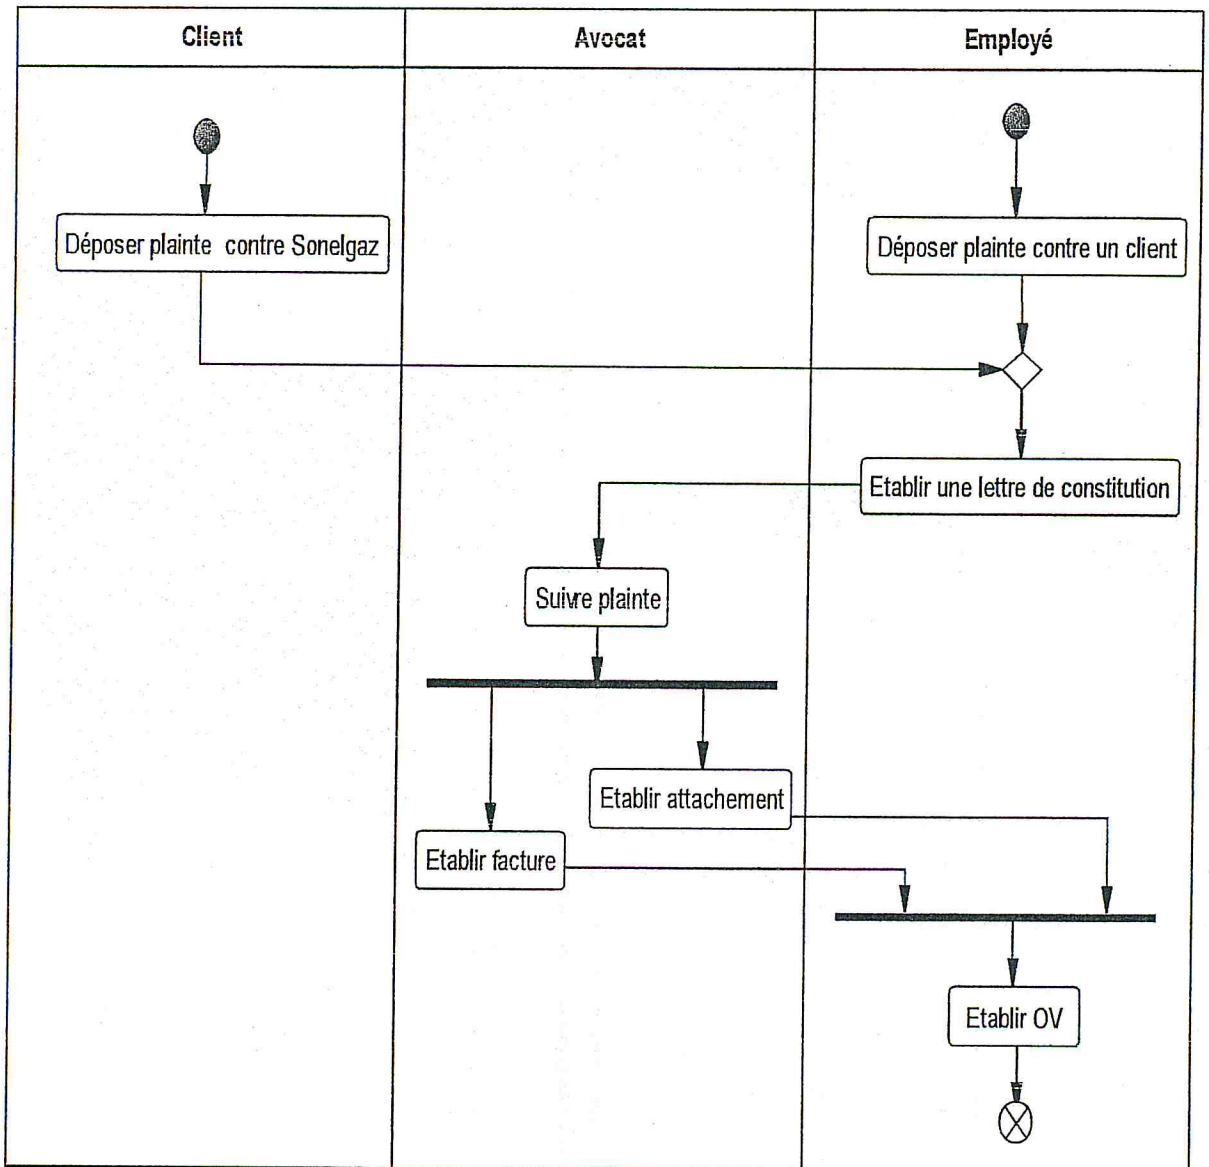 Client
Avocat
Employé
Déposer plainte contre Sonelgaz
Déposer plainte contre un client
Etablir une lettre de constitution
Suivre plainte
Etablir attachement
Etablir facture
Etablir OV